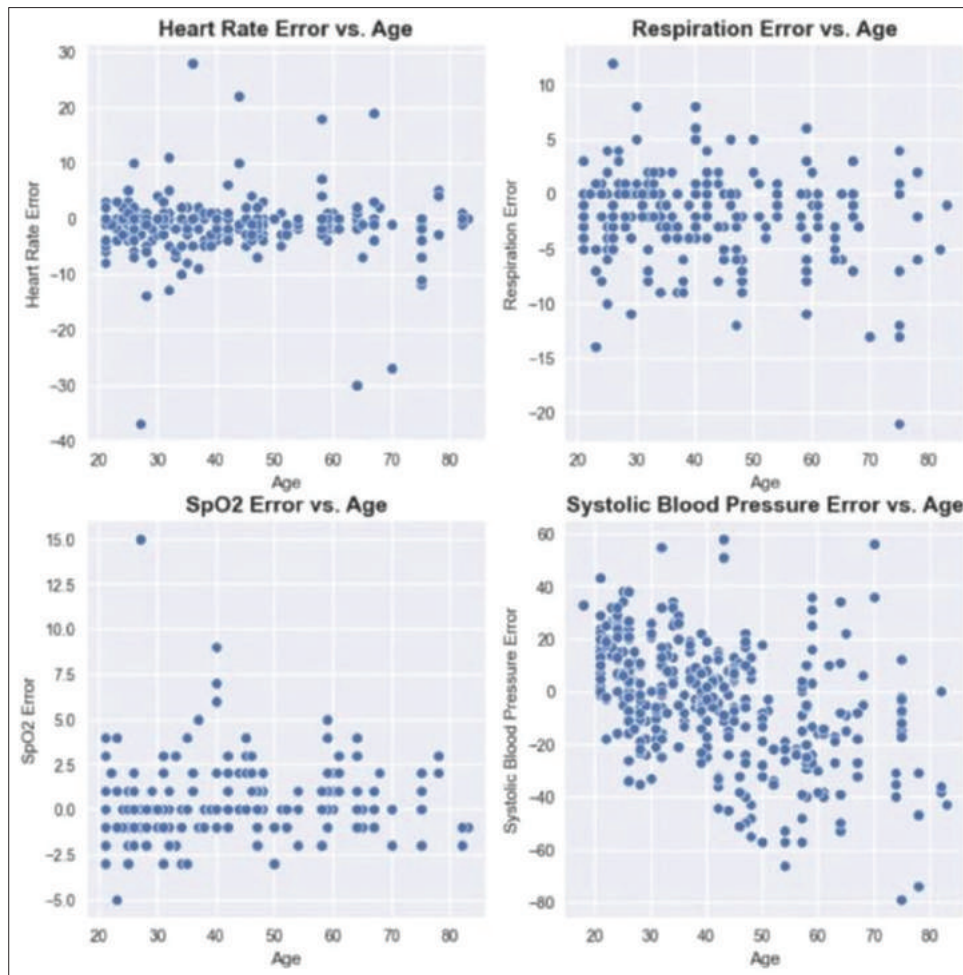 Heart Rate Error vs. Age
30
20
10
0
−10
−20
−30
−40
Heart Rate Error
20 30 40 50 60 70 80
Age
Respiration Error vs. Age
10
5
0
−5
−10
−15
−20
Respiration Error
20 30 40 50 60 70 80
Age
SpO2 Error vs. Age
15.0
12.5
10.0
7.5
5.0
2.5
0.0
−2.5
−5.0
SpO2 Error
20 30 40 50 60 70 80
Age
Systolic Blood Pressure Error vs. Age
60
40
20
0
−20
−40
−60
−80
Systolic Blood Pressure Error
20 30 40 50 60 70 80
Age